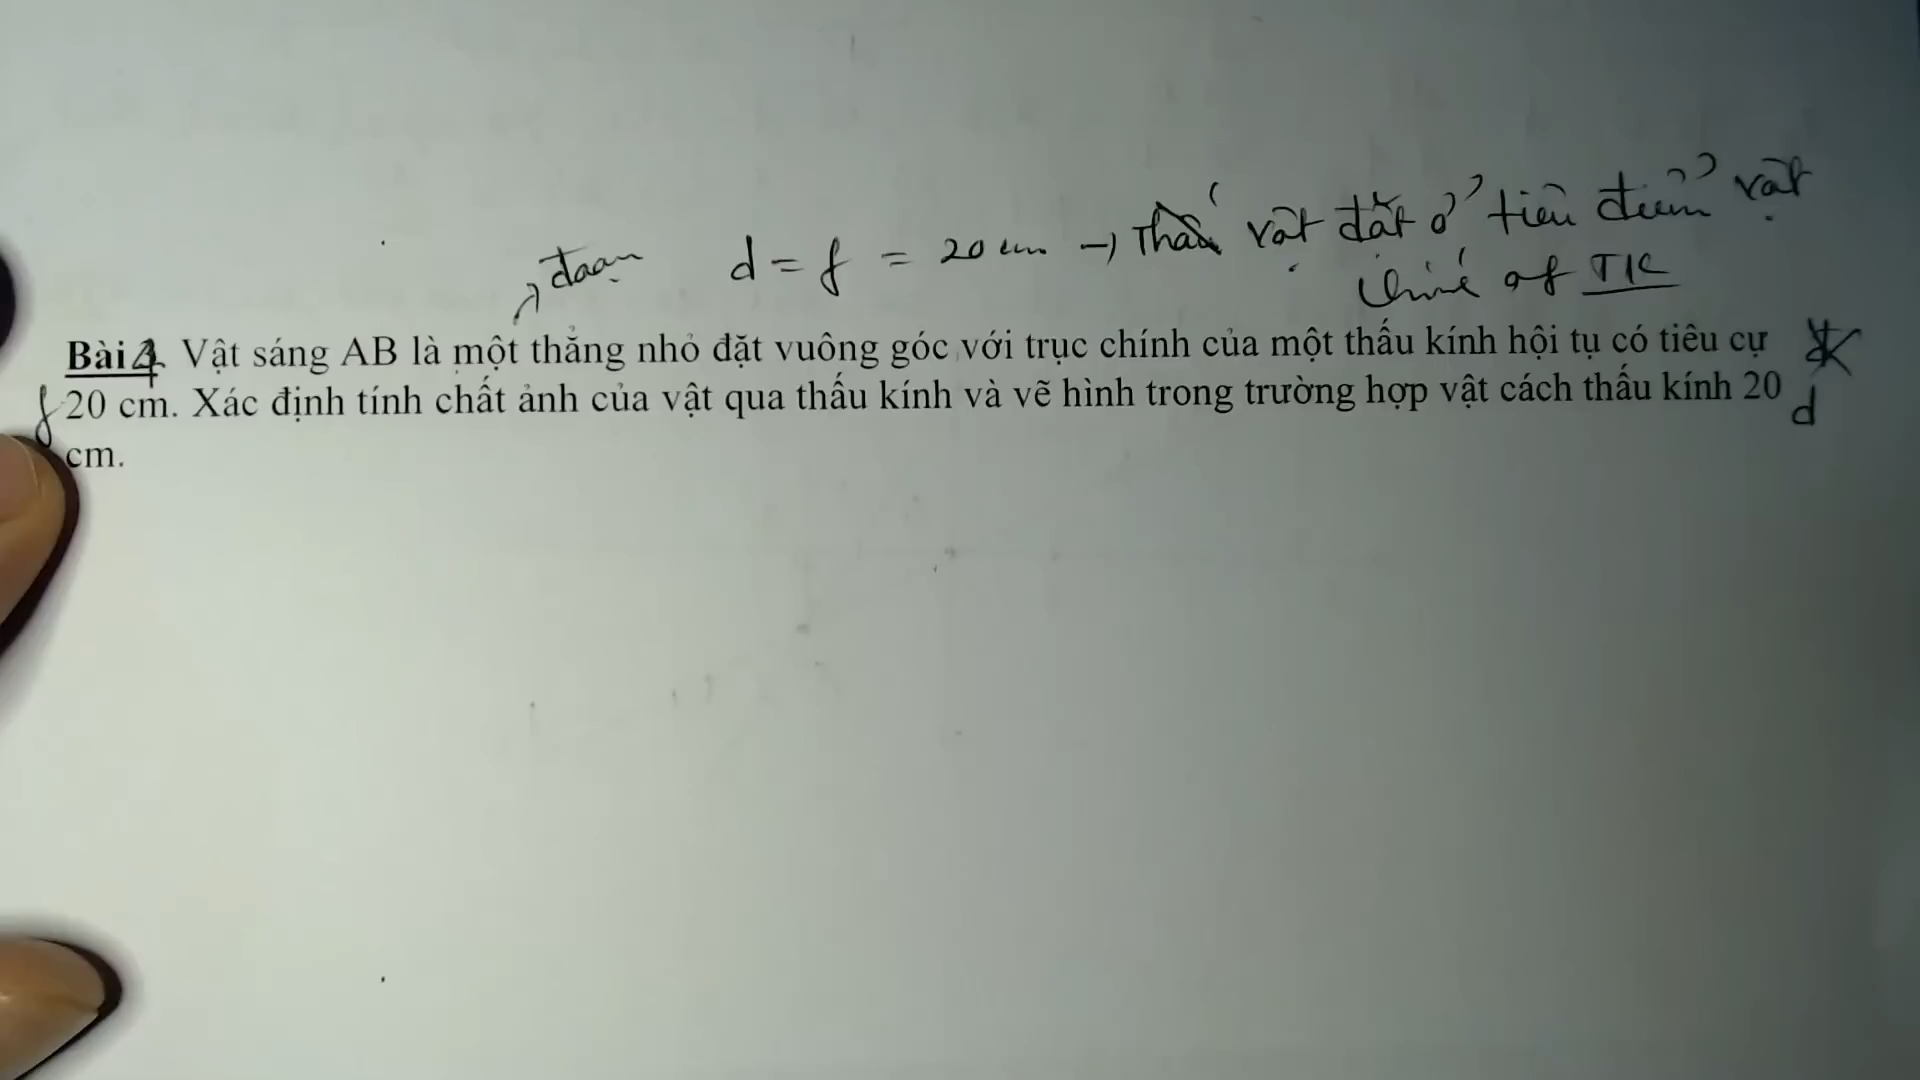 d = f = 20 cm → vật đặt ở tiêu điểm vật
đoạn
chính of TK
Bài 4 Vật sáng AB là một thẳng nhỏ đặt vuông góc với trục chính của một thấu kính hội tụ có tiêu cự
f 20 cm. Xác định tính chất ảnh của vật qua thấu kính và vẽ hình trong trường hợp vật cách thấu kính 20 d
cm.